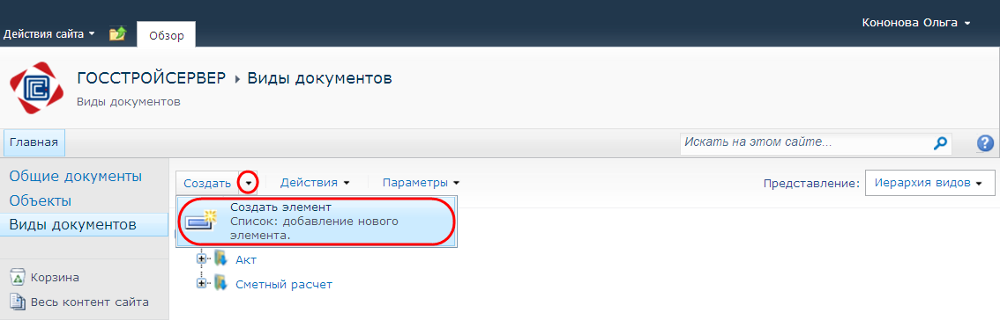 Кононова Ольга
Действия сайта
Обзор
ГОССТРОЙСЕРВЕР Виды документов
Виды документов
Главная
Искать на этом сайте...
Общие документы
Объекты
Виды документов
Корзина
Весь контент сайта
Создать Действия Параметры Представление: Иерархия видов
Создать элемент
Список: добавление нового
элемента.
Акт
Сметный расчет